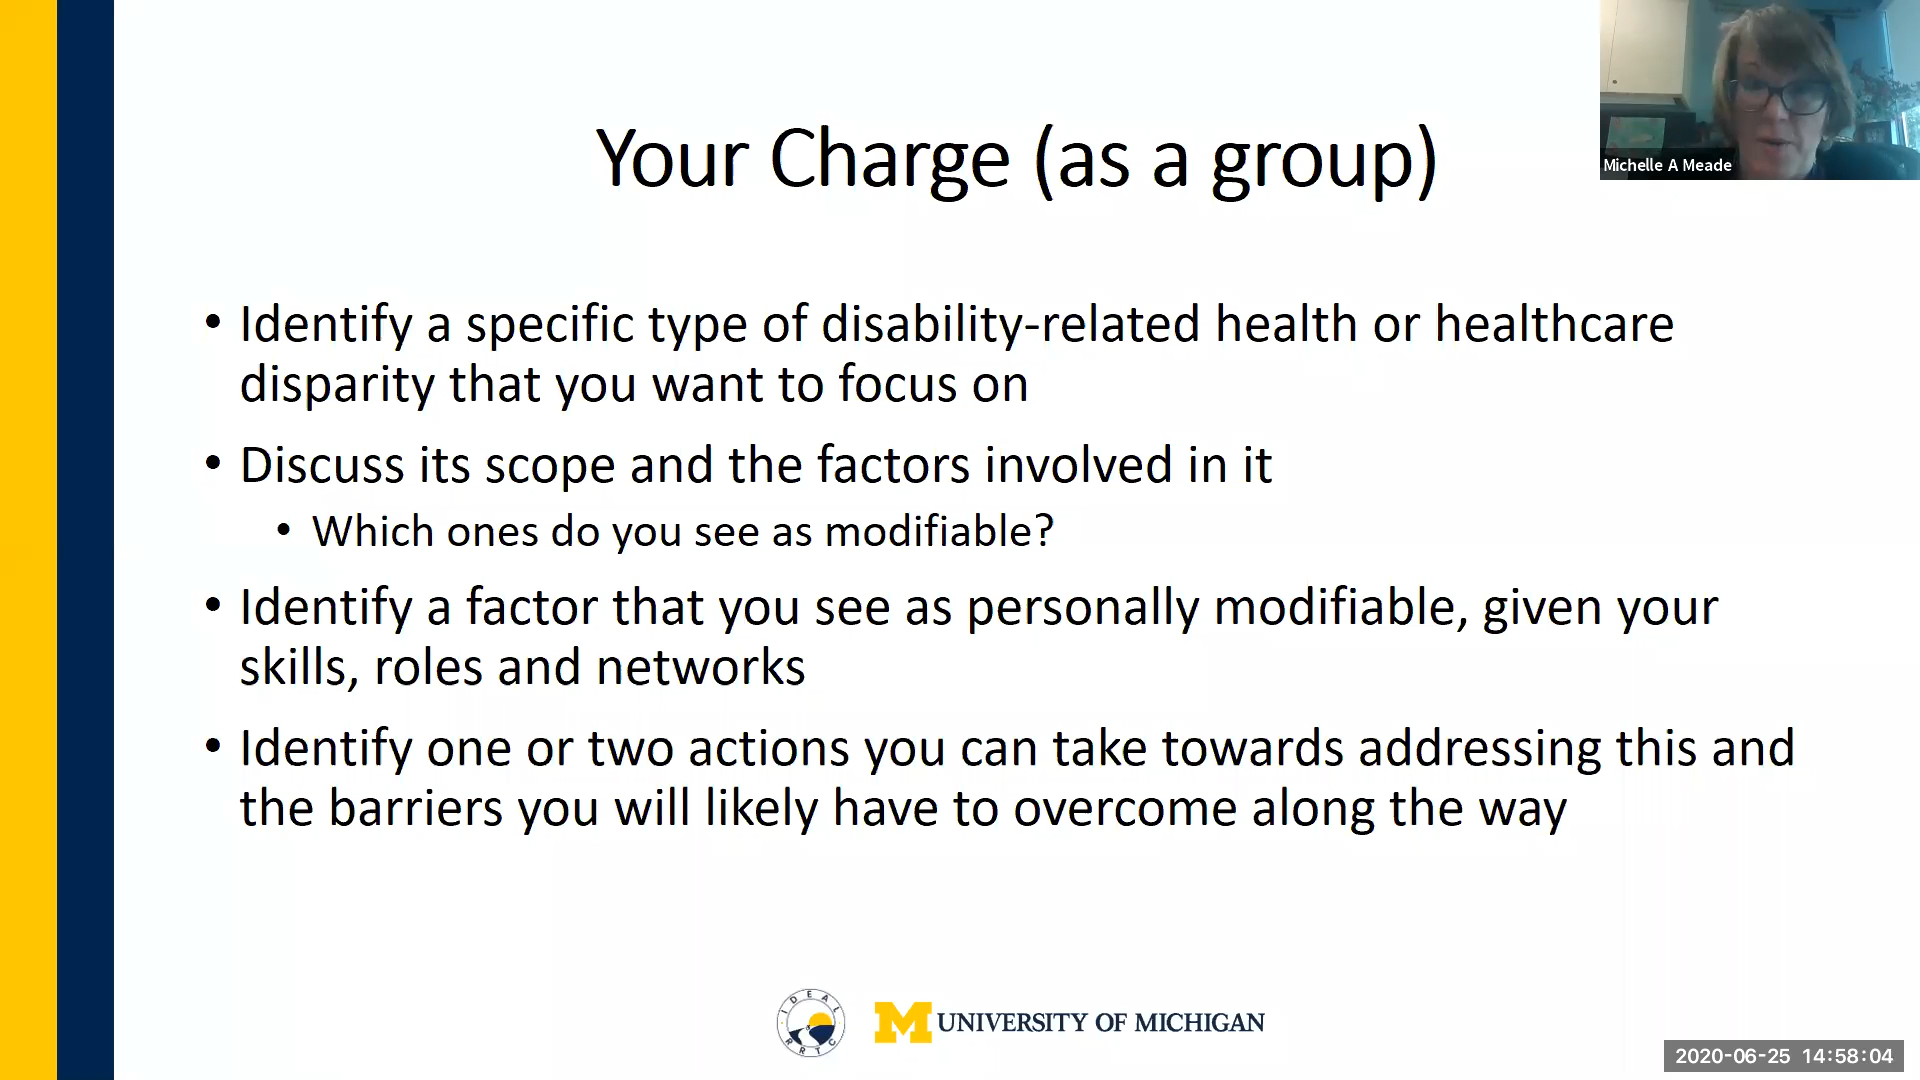 Your Charge (as a group)
Michelle A Meade
• Identify a specific type of disability-related health or healthcare
disparity that you want to focus on
• Discuss its scope and the factors involved in it
• Which ones do you see as modifiable?
• Identify a factor that you see as personally modifiable, given your
skills, roles and networks
• Identify one or two actions you can take towards addressing this and
the barriers you will likely have to overcome along the way
IDEAL
RRTC
M UNIVERSITY OF MICHIGAN
2020-06-25 14:58:04